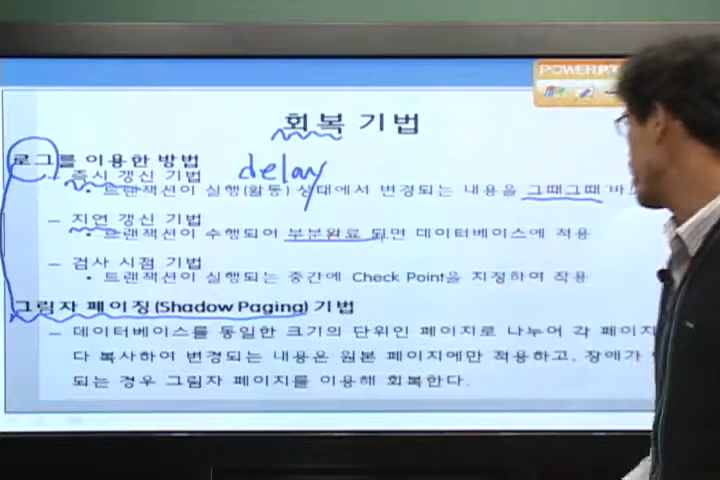 POWERPT
회복 기법
로그를 이용한 방법
delay
– 즉시 갱신 기법
• 트랜잭션이 실행(활동) 상태에서 변경되는 내용을 그때그때
– 지연 갱신 기법
• 트랜잭션이 수행되어 부분완료 되면 데이터베이스에 적용
– 검사 시점 기법
• 트랜잭션이 실행되는 중간에 Check Point을 지정하여 작용
그림자 페이징(Shadow Paging) 기법
– 데이터베이스를 동일한 크기의 단위인 페이지로 나누어 각 페이지
다 복사하여 변경되는 내용은 원본 페이지에만 적용하고, 장애가
되는 경우 그림자 페이지를 이용해 회복한다.